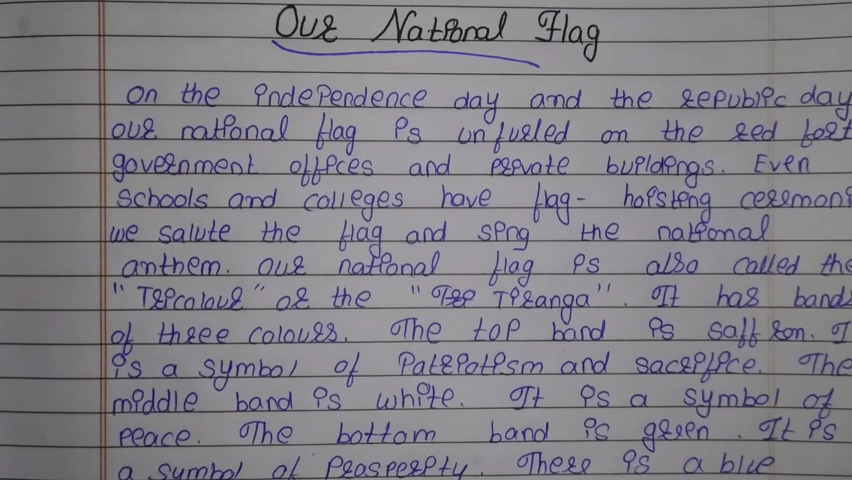 Our National Flag
On the independence day and the republic day
our national flag is unfurled on the red fort
government offices and private buildings. Even
schools and colleges have flag- hoisting ceremony
we salute the flag and sing the national
anthem. Our national flag is also called the
"Tricolour" or the "Tiranga". It has bands
of three colours. The top band is saffron. I
is a symbol of Patriotism and sacrifice. The
middle band is white. It is a symbol of
peace. The bottom band is green. It is
a symbol of Prosperity. There is a blue